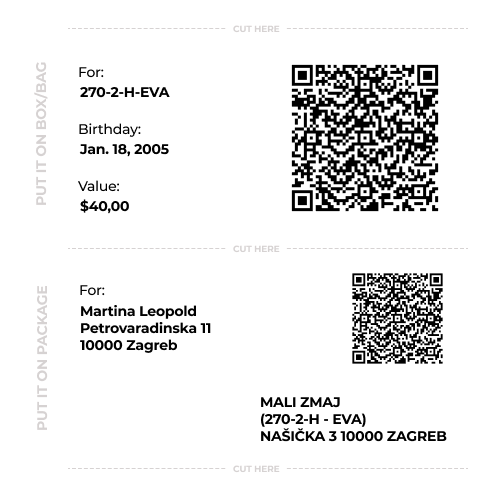 CUT HERE
PUT IT ON BOX/BAG
For:
270-2-H-EVA
Birthday:
Jan. 18, 2005
Value:
$40,00
CUT HERE
PUT IT ON PACKAGE
For:
Martina Leopold
Petrovaradinska 11
10000 Zagreb
MALI ZMAJ
(270-2-H - EVA)
NAŠIČKA 3 10000 ZAGREB
CUT HERE